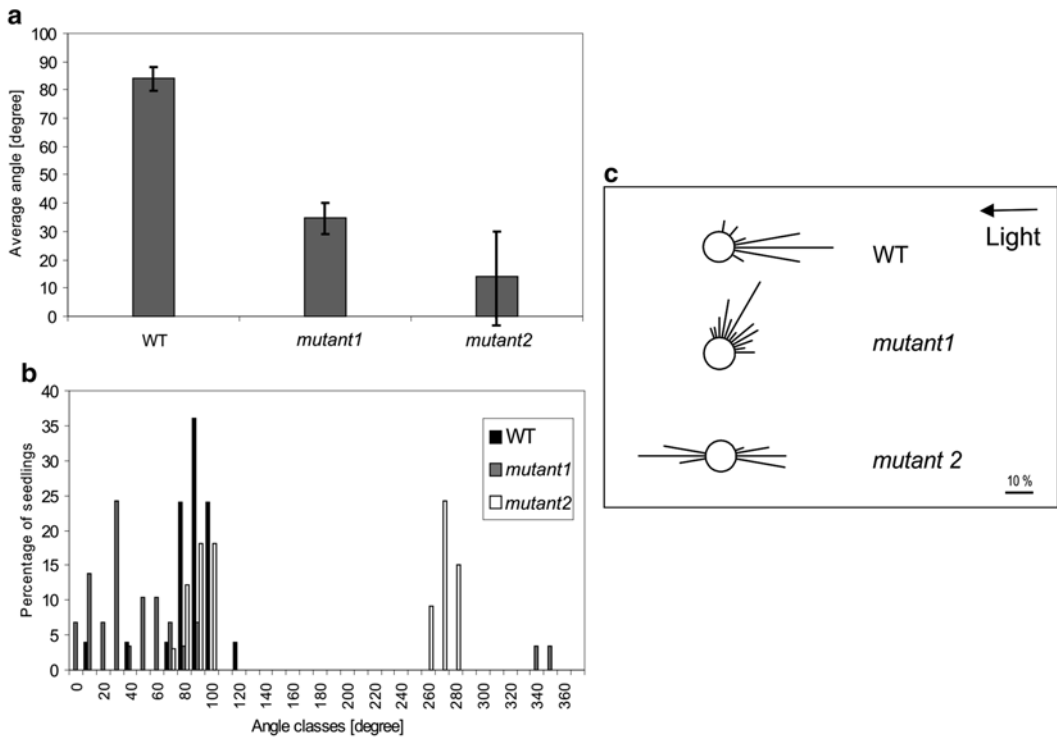 a
Average angle [degree]
100
90
80
70
60
50
40
30
20
10
0
WT
mutant1
mutant2
b
Percentage of seedlings
40
35
30
25
20
15
10
5
0
WT
mutant1
mutant2
0
20
40
60
80
100
120
140
160
180
200
220
240
260
280
300
320
340
360
Angle classes [degree]
c
Light
WT
mutant1
mutant 2
10 %